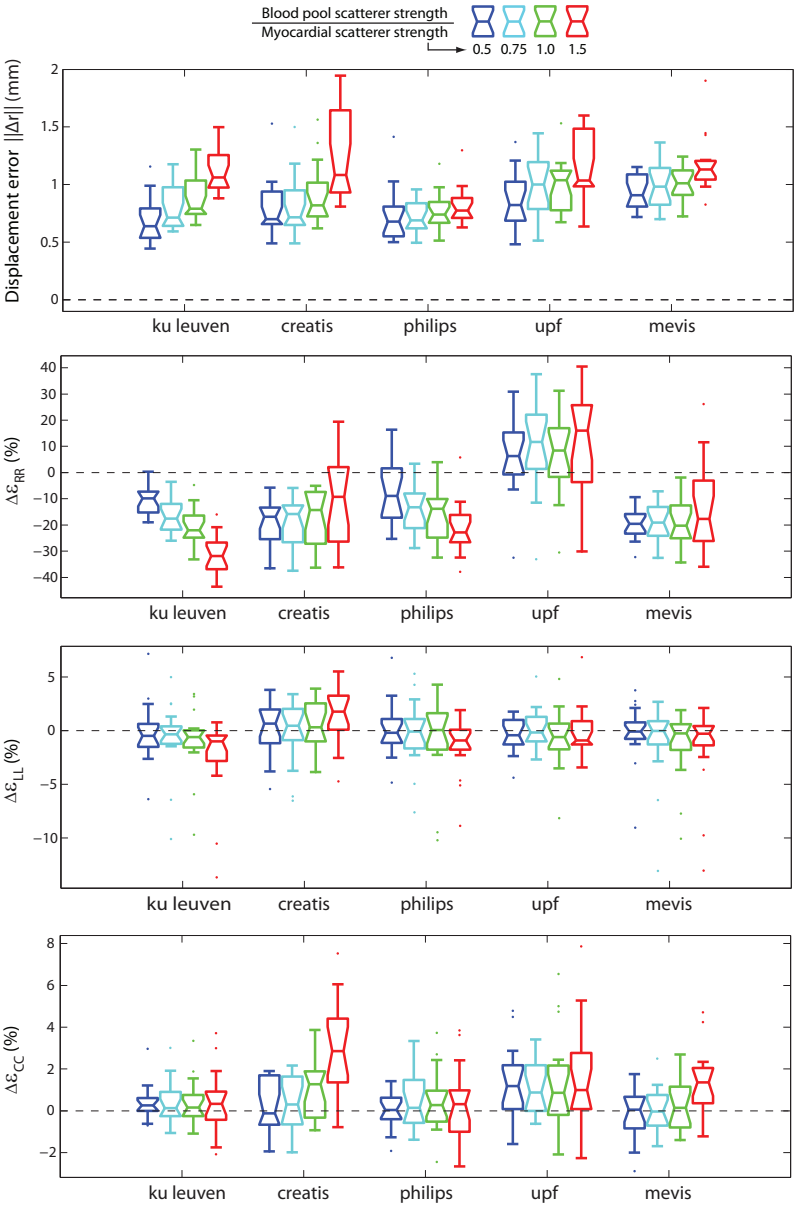 Blood pool scatterer strength
Myocardial scatterer strength
0.5 0.75 1.0 1.5
Displacement error ||Δr|| (mm)
2
1.5
1
0.5
0
ku leuven creatis philips upf mevis
Δε_RR (%)
40
30
20
10
0
−10
−20
−30
−40
ku leuven creatis philips upf mevis
Δε_LL (%)
5
0
−5
−10
ku leuven creatis philips upf mevis
Δε_CC (%)
8
6
4
2
0
−2
ku leuven creatis philips upf mevis